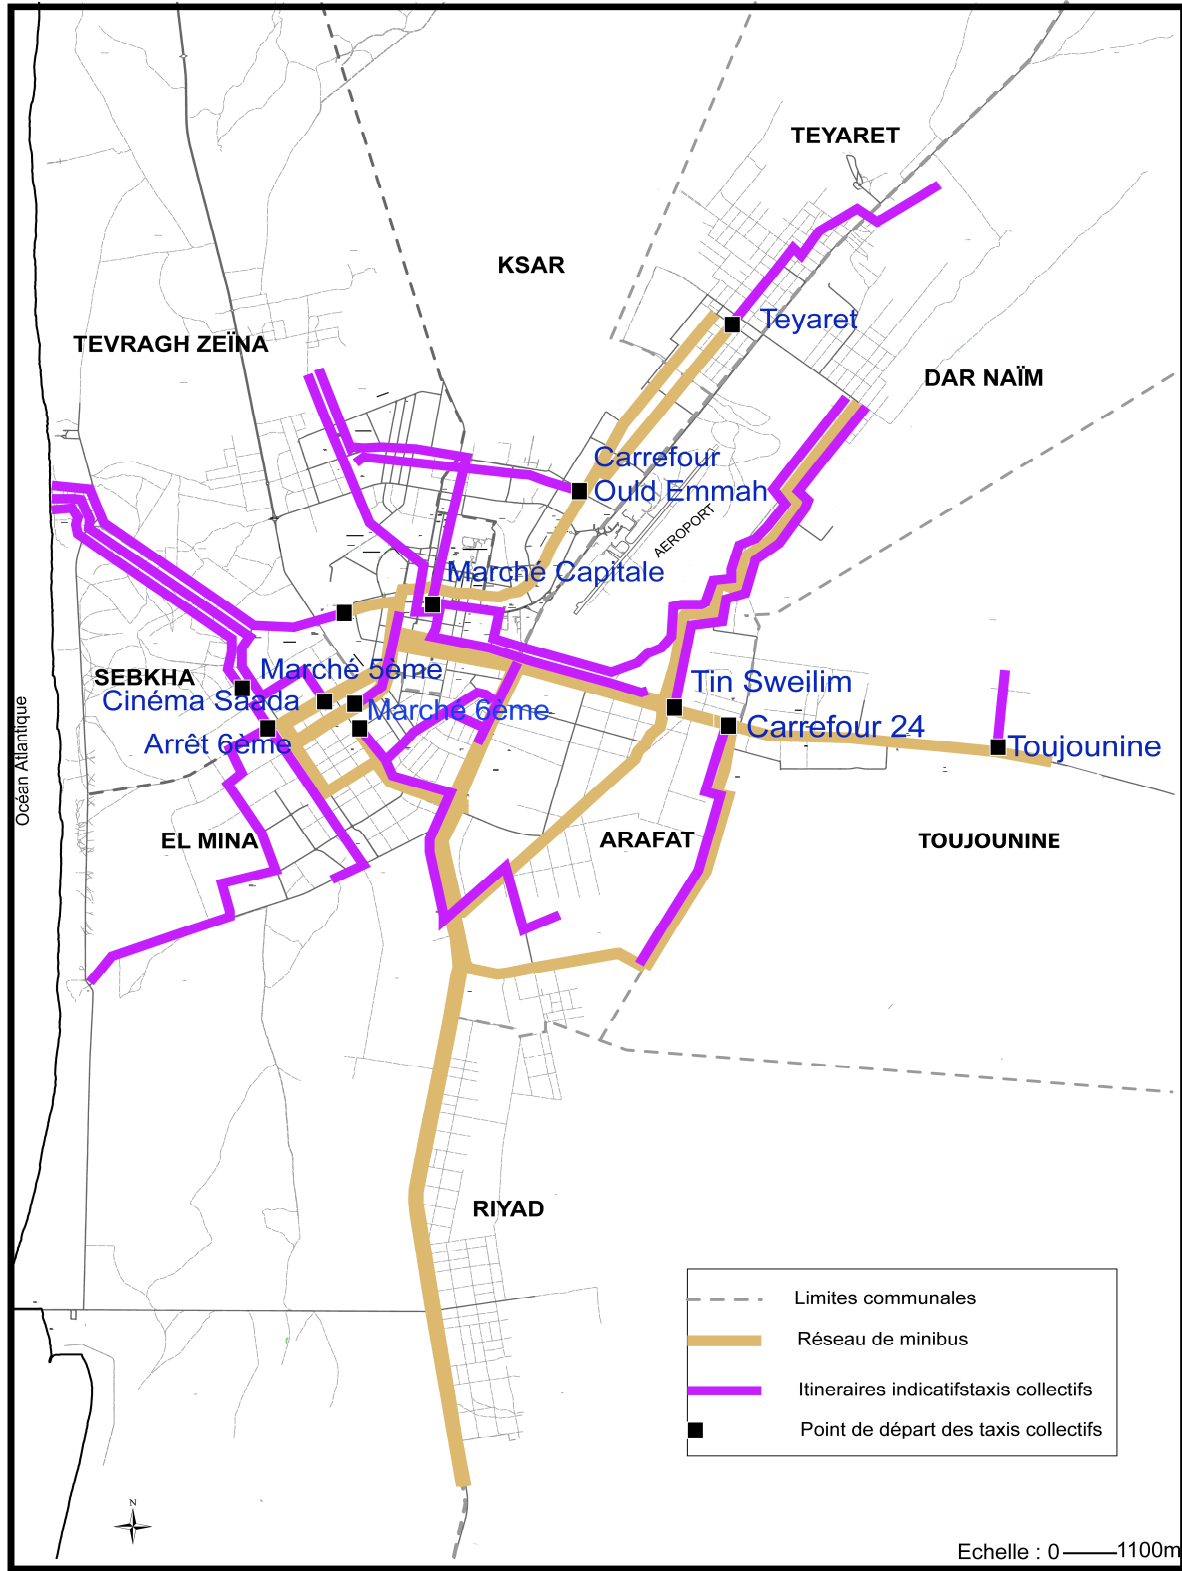 TEYARET
KSAR
Teyaret
TEVRAGH ZEÏNA
DAR NAÏM
Carrefour
Ould Emmah
AEROPORT
Marché Capitale
Marché 5ème
SEBKHA
Cinéma Saada
Tin Sweilim
Marché 6ème
Carrefour 24
Arrêt 6ème
Toujounine
Océan Atlantique
EL MINA
ARAFAT
TOUJOUNINE
RIYAD
Limites communales
Réseau de minibus
Itineraires indicatifstaxis collectifs
Point de départ des taxis collectifs
N
Echelle : 0 1100m